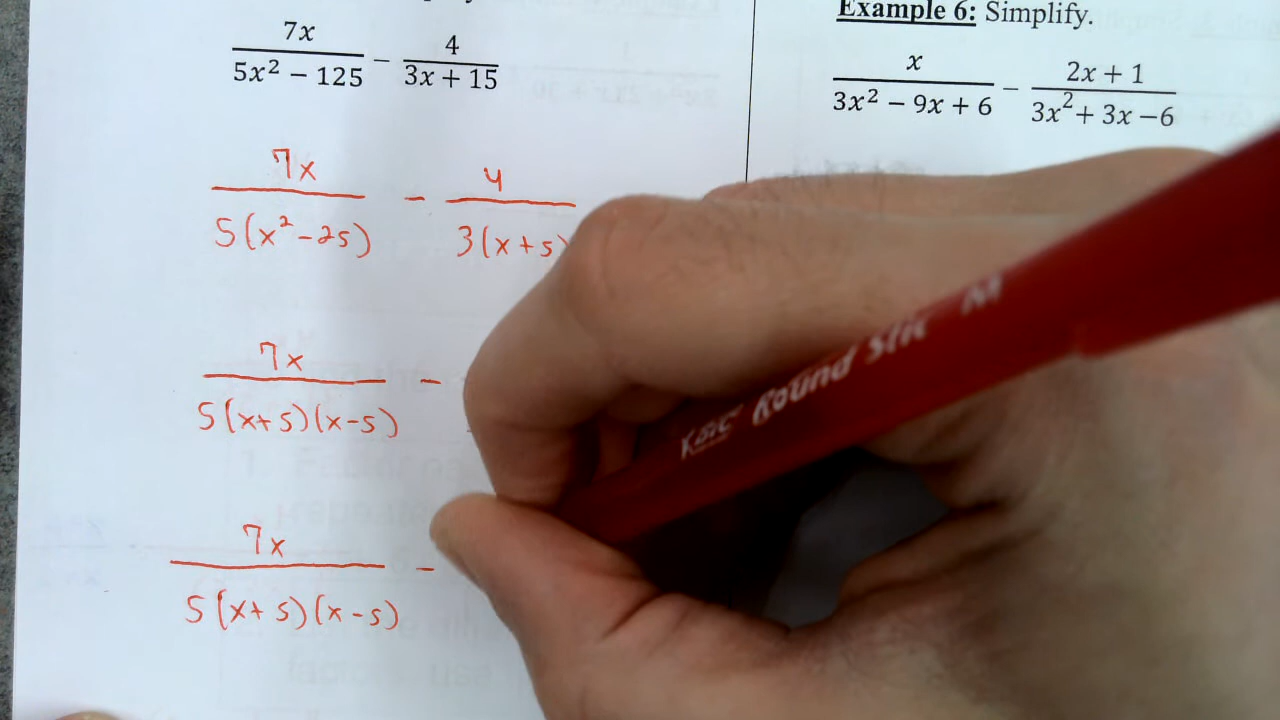 7x / 5x² − 125 − 4 / 3x + 15
7x / 5(x² − 25) − 4 / 3(x + 5)
7x / 5(x + 5)(x − 5) −
7x / 5(x + 5)(x − 5) −
Example 6: Simplify.
x / 3x² − 9x + 6 − 2x + 1 / 3x² + 3x − 6
Round Stic M